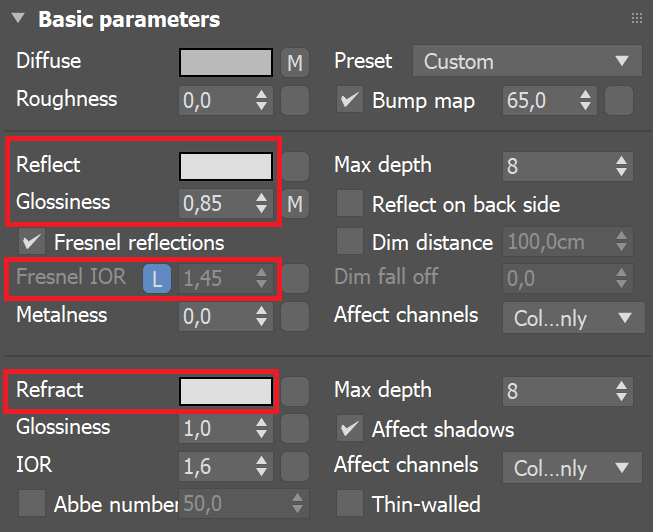 Basic parameters
Diffuse M Preset Custom
Roughness 0,0 Bump map 65,0
Reflect Max depth 8
Glossiness 0,85 M Reflect on back side
Fresnel reflections Dim distance 100,0cm
Fresnel IOR L 1,45 Dim fall off 0,0
Metalness 0,0 Affect channels Col...nly
Refract Max depth 8
Glossiness 1,0 Affect shadows
IOR 1,6 Affect channels Col...nly
Abbe number 50,0 Thin-walled